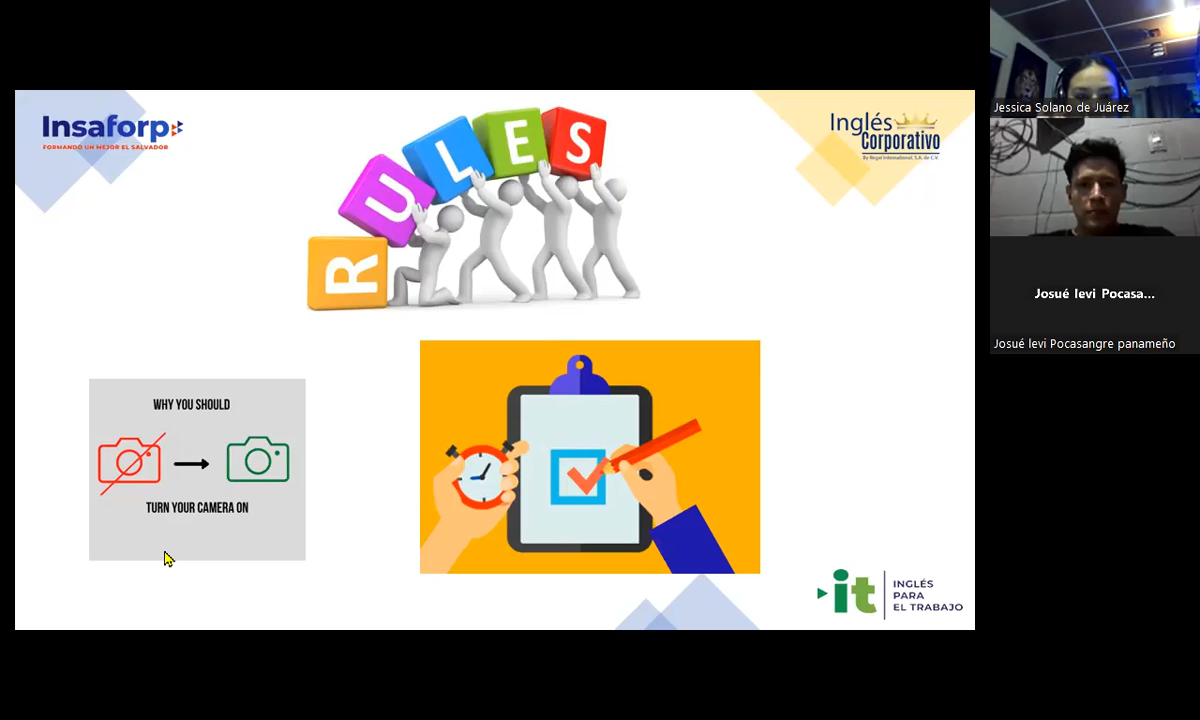 Insaforp
FORMANDO UN MEJOR EL SALVADOR
RULES
Inglés
Corporativo
By Regal International, S.A. de C.V.
WHY YOU SHOULD
TURN YOUR CAMERA ON
it
INGLÉS
PARA
EL TRABAJO
Jessica Solano de Juárez
Josué levi Pocasa...
Josué levi Pocasangre panameño